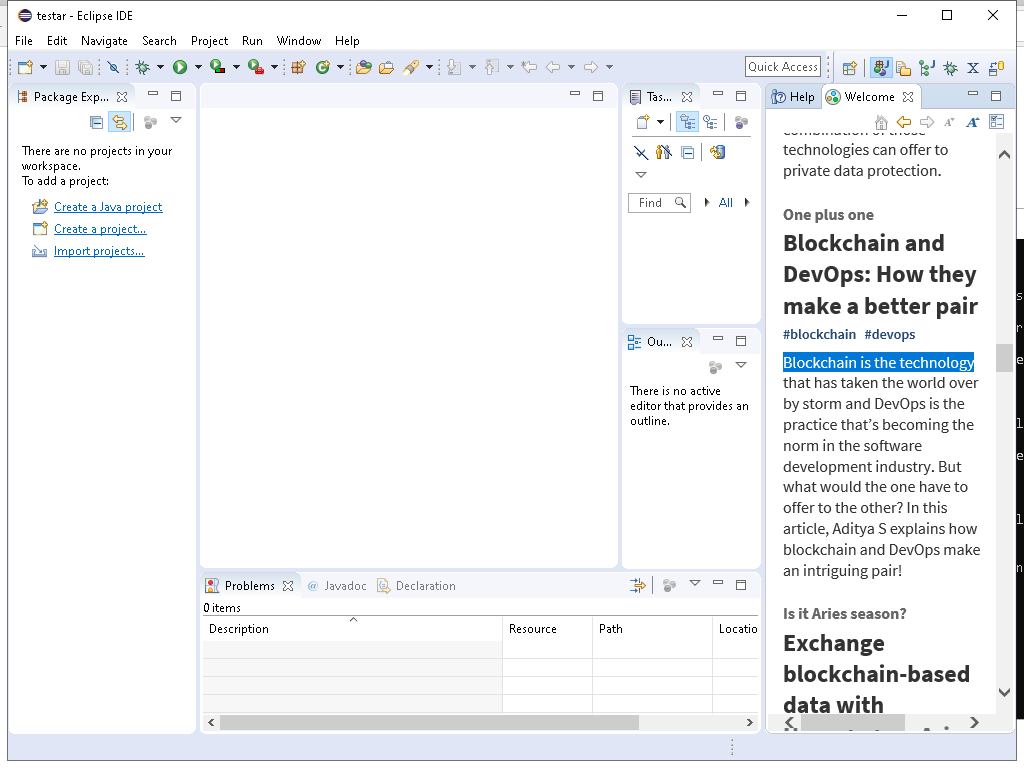 testar - Eclipse IDE
File Edit Navigate Search Project Run Window Help
Quick Access
Package Exp...
There are no projects in your
workspace.
To add a project:
Create a Java project
Create a project...
Import projects...
Tas...
Find
All
Ou...
There is no active
editor that provides an
outline.
Problems @ Javadoc Declaration
0 items
Description Resource Path Locatio
Help Welcome
combination of those
technologies can offer to
private data protection.
One plus one
Blockchain and
DevOps: How they
make a better pair
#blockchain #devops
Blockchain is the technology
that has taken the world over
by storm and DevOps is the
practice that’s becoming the
norm in the software
development industry. But
what would the one have to
offer to the other? In this
article, Aditya S explains how
blockchain and DevOps make
an intriguing pair!
Is it Aries season?
Exchange
blockchain-based
data with